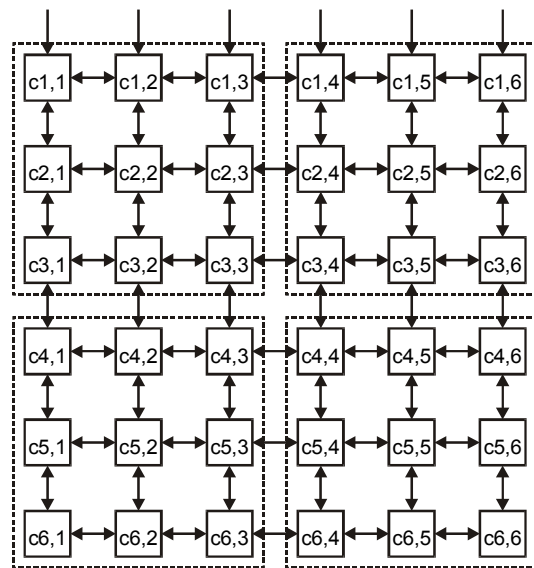 c1,1 c1,2 c1,3 c1,4 c1,5 c1,6
c2,1 c2,2 c2,3 c2,4 c2,5 c2,6
c3,1 c3,2 c3,3 c3,4 c3,5 c3,6
c4,1 c4,2 c4,3 c4,4 c4,5 c4,6
c5,1 c5,2 c5,3 c5,4 c5,5 c5,6
c6,1 c6,2 c6,3 c6,4 c6,5 c6,6